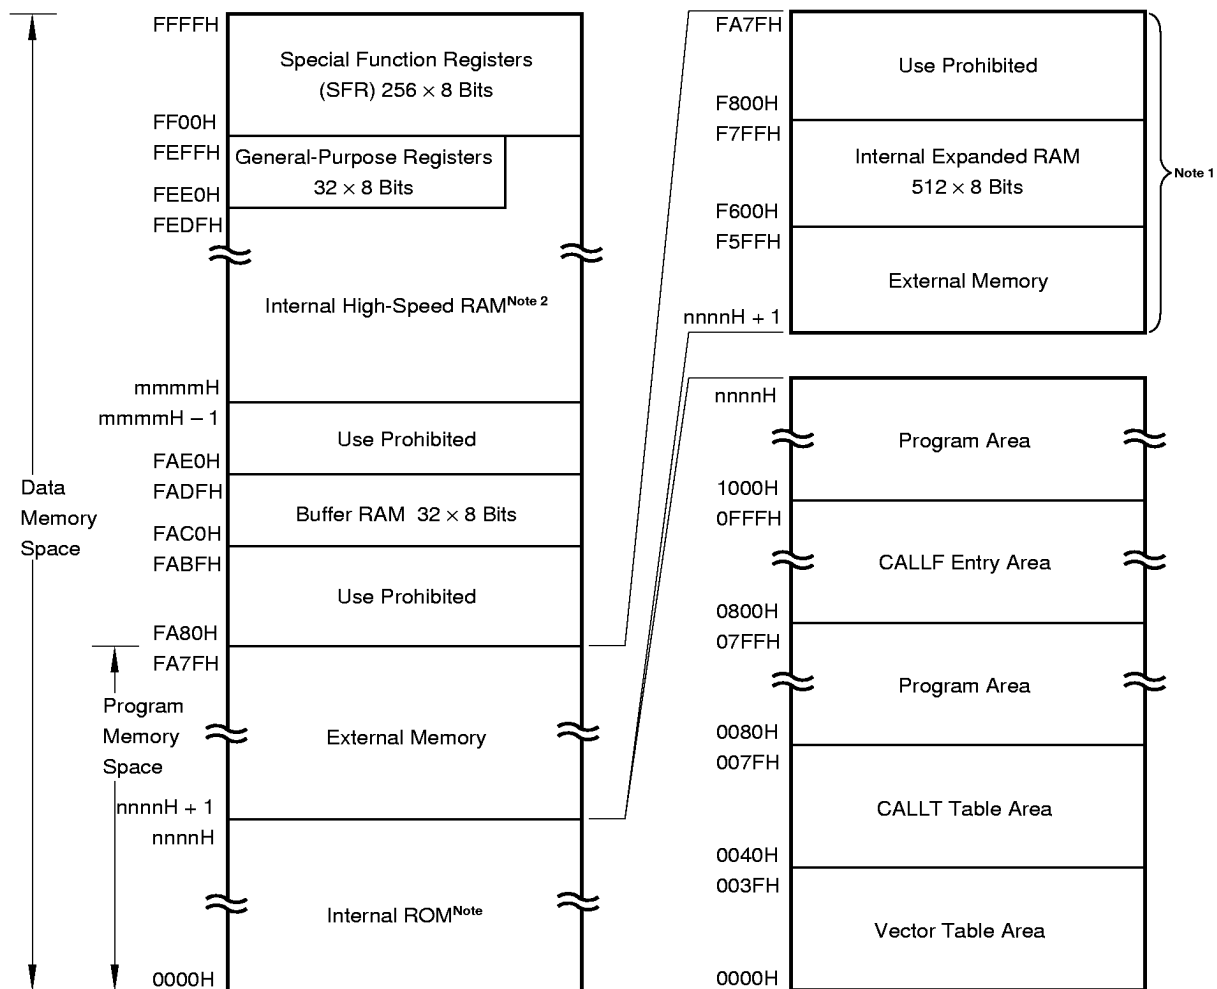 FFFFH
Special Function Registers
(SFR) 256 × 8 Bits
FF00H
FEFFH
General-Purpose Registers
32 × 8 Bits
FEE0H
FEDFH
Internal High-Speed RAM Note 2
mmmmH
mmmmH – 1
Use Prohibited
FAE0H
FADFH
Buffer RAM 32 × 8 Bits
FAC0H
FABFH
Use Prohibited
FA80H
FA7FH
External Memory
nnnnH + 1
nnnnH
Internal ROM Note
0000H
Data
Memory
Space
Program
Memory
Space
FA7FH
Use Prohibited
F800H
F7FFH
Internal Expanded RAM
512 × 8 Bits
F600H
F5FFH
External Memory
nnnnH + 1
Note 1
nnnnH
Program Area
1000H
0FFFH
CALLF Entry Area
0800H
07FFH
Program Area
0080H
007FH
CALLT Table Area
0040H
003FH
Vector Table Area
0000H